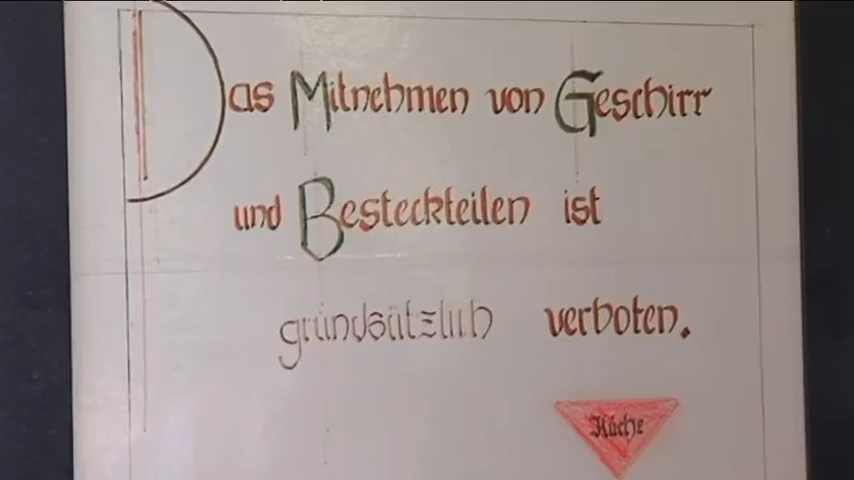 Das Mitnehmen von Geschirr
und Besteckteilen ist
grundsätzlich verboten.
Küche